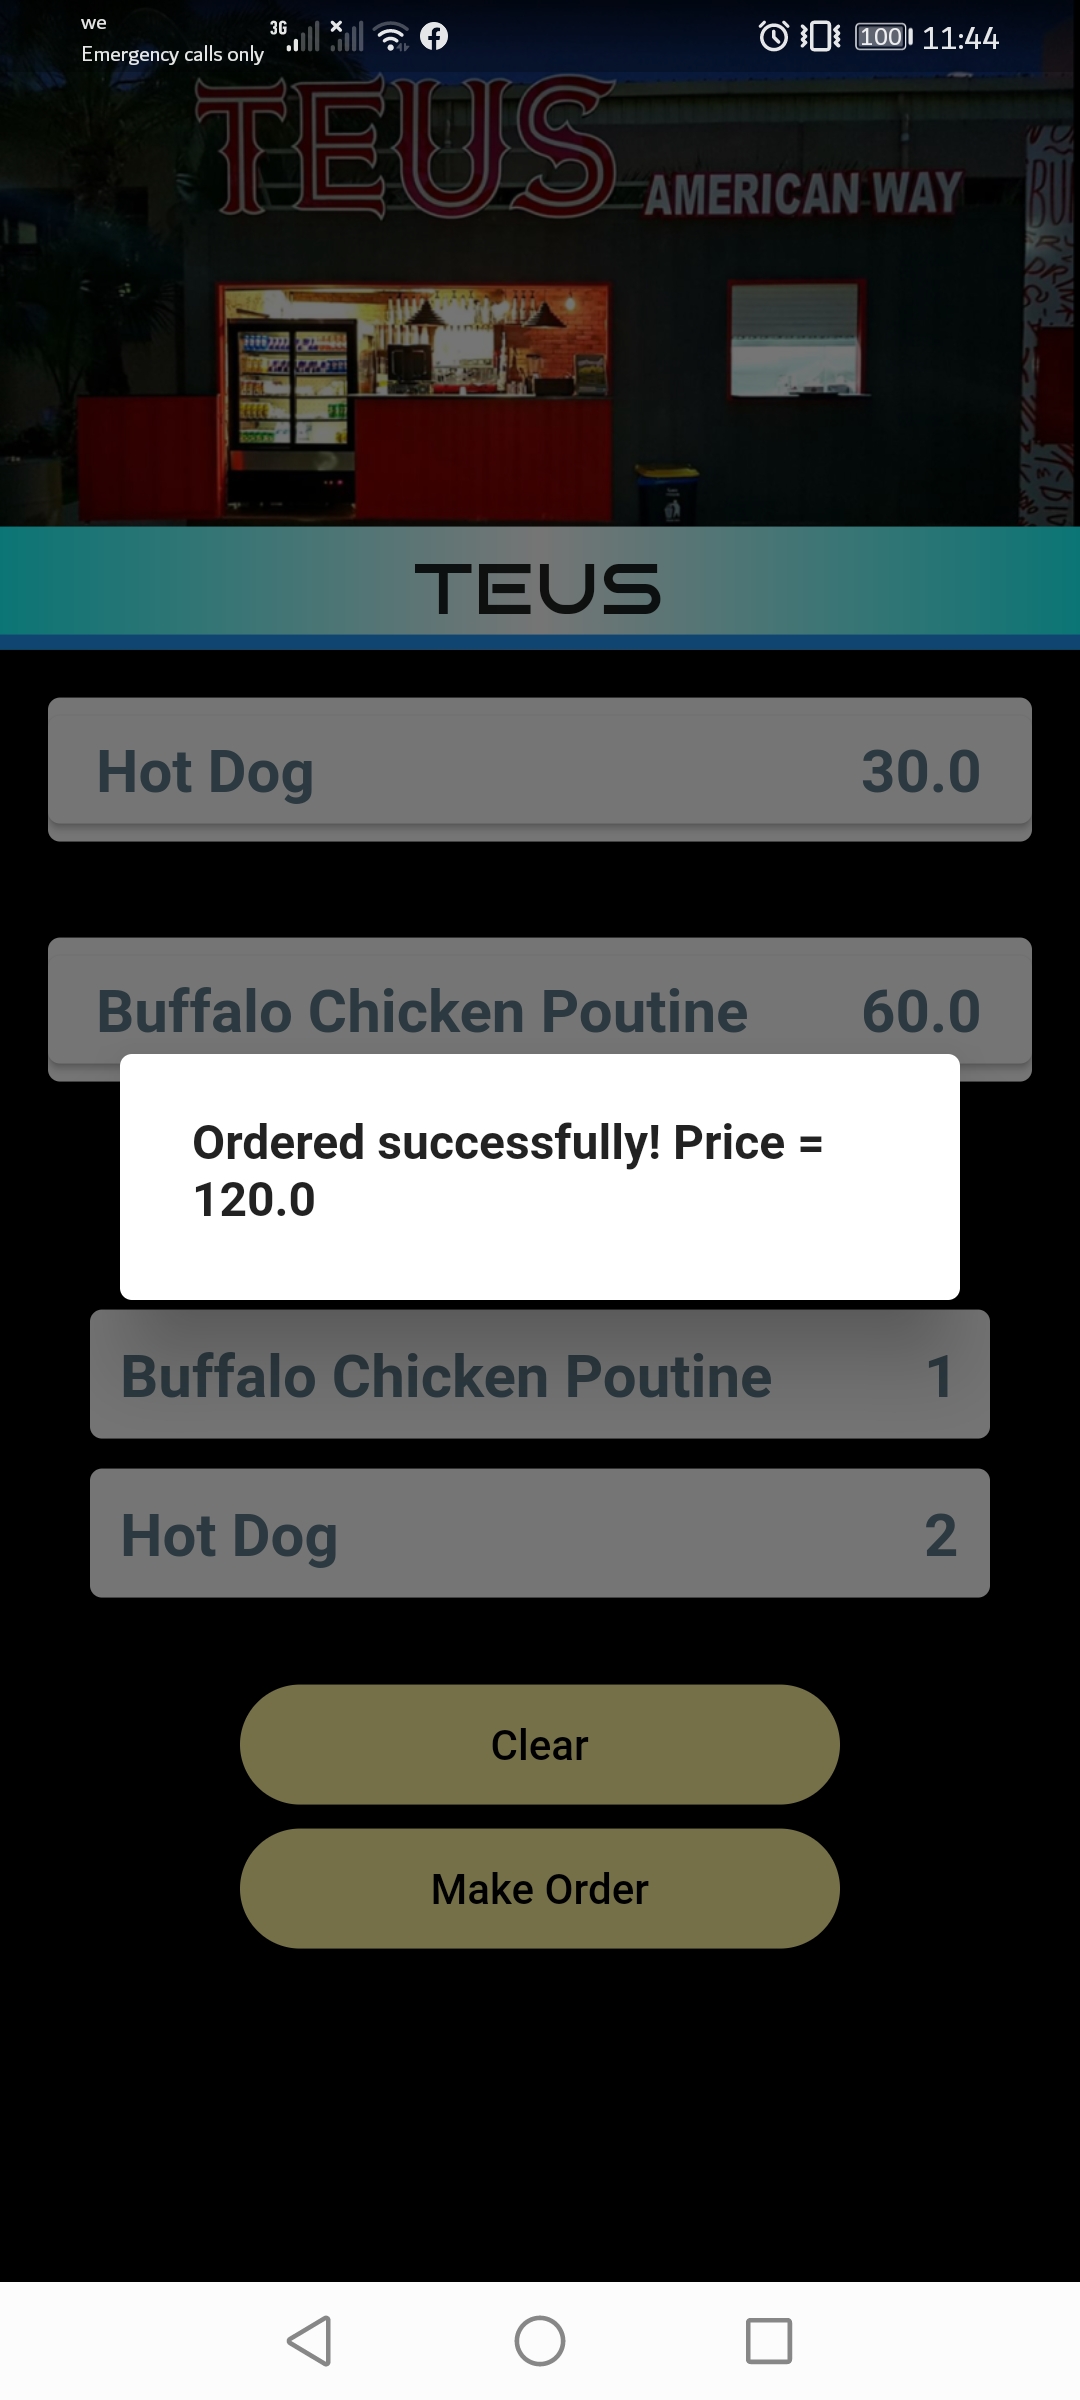 we
Emergency calls only
3G
100
11:44
TEUS
AMERICAN WAY
TEUS
Hot Dog 30.0
Buffalo Chicken Poutine 60.0
Ordered successfully! Price =
120.0
Buffalo Chicken Poutine 1
Hot Dog 2
Clear
Make Order